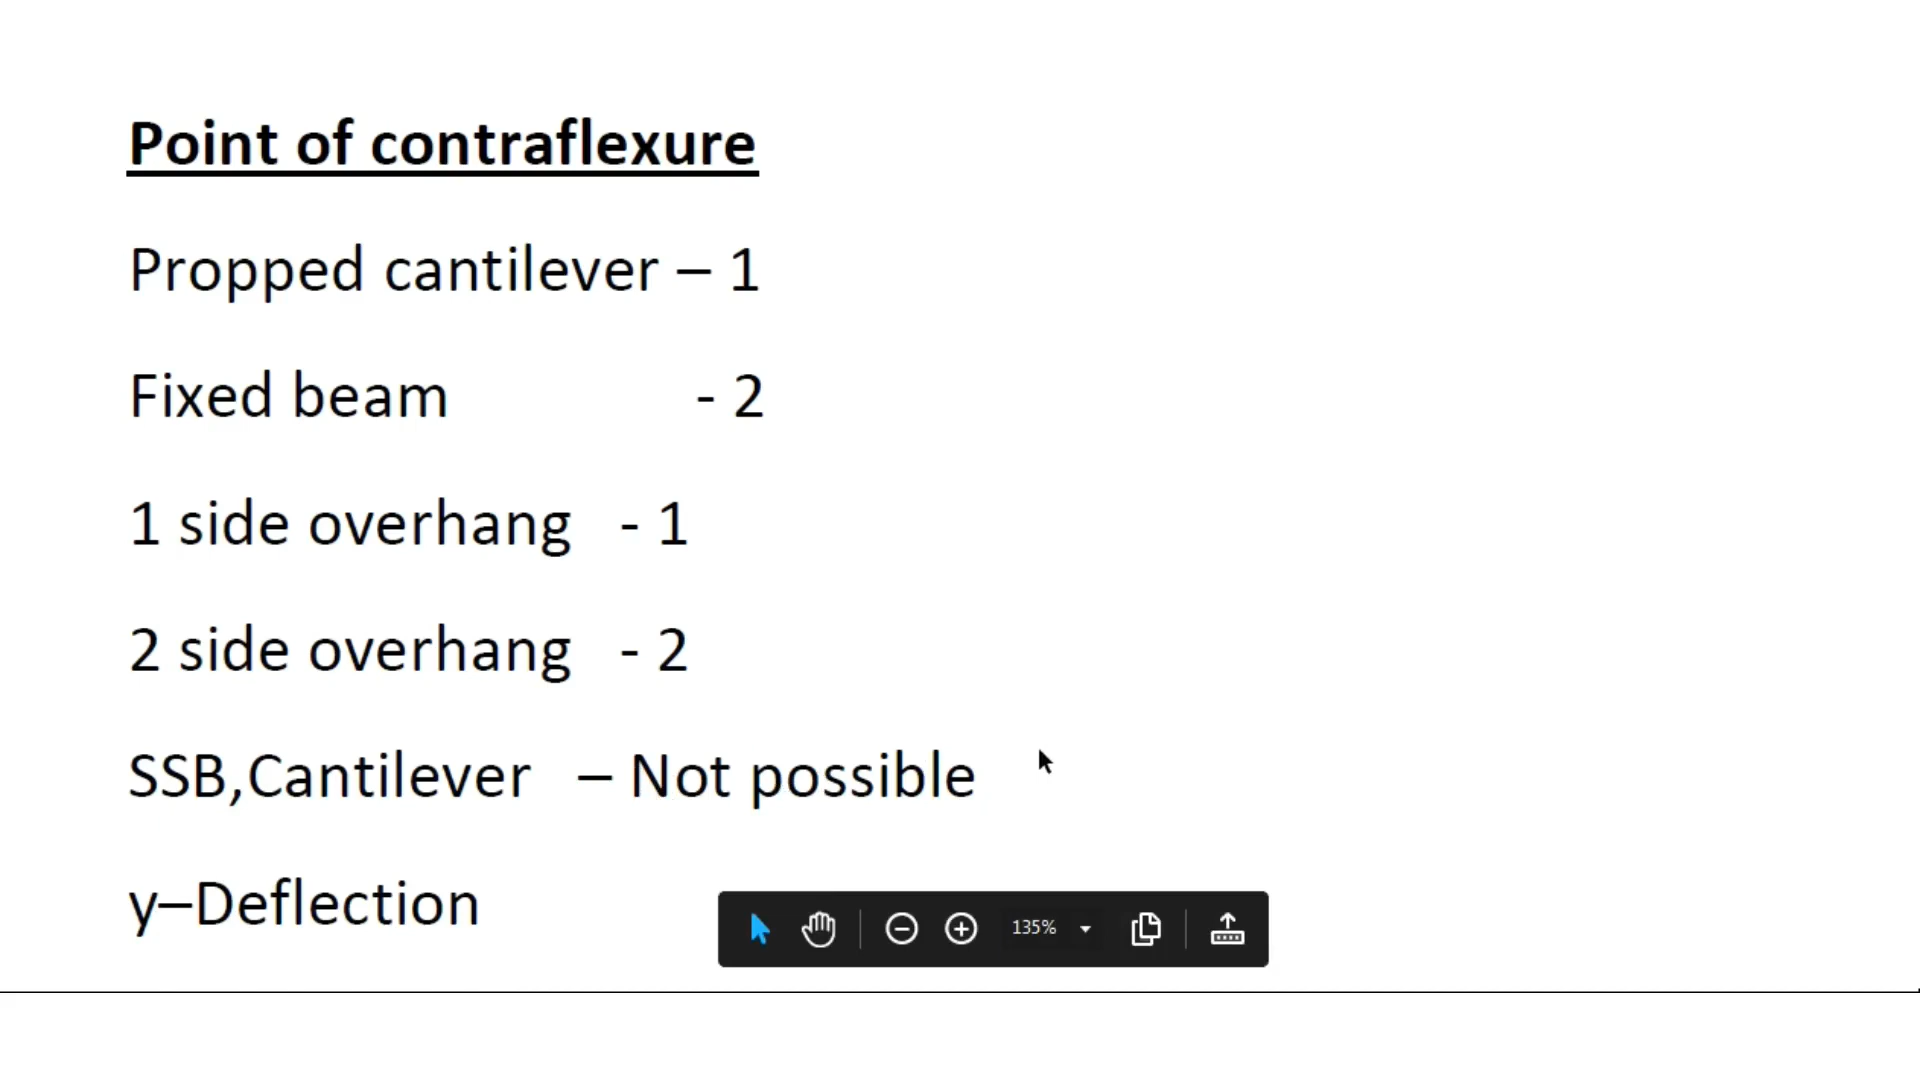 Point of contraflexure
Propped cantilever – 1
Fixed beam - 2
1 side overhang - 1
2 side overhang - 2
SSB,Cantilever – Not possible
y–Deflection
135%